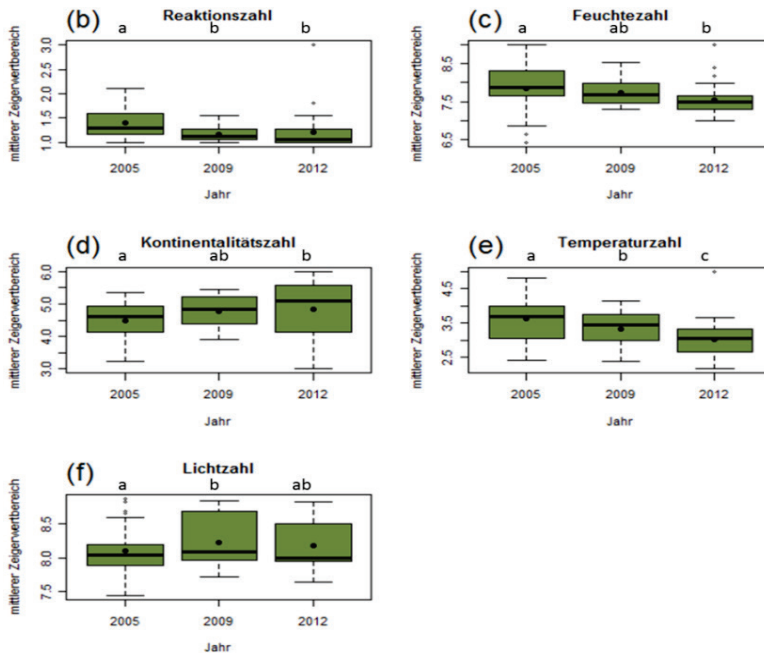 (b) Reaktionszahl
a b b
mittlerer Zeigerwertbereich
3.0
2.5
2.0
1.5
1.0
2005 2009 2012
Jahr
(c) Feuchtezahl
a ab b
mittlerer Zeigerwertbereich
8.5
7.5
6.5
2005 2009 2012
Jahr
(d) Kontinentalitätszahl
a ab b
mittlerer Zeigerwertbereich
6.0
5.0
4.0
3.0
2005 2009 2012
Jahr
(e) Temperaturzahl
a b c
mittlerer Zeigerwertbereich
4.5
3.5
2.5
2005 2009 2012
Jahr
(f) Lichtzahl
a b ab
mittlerer Zeigerwertbereich
8.5
8.0
7.5
2005 2009 2012
Jahr